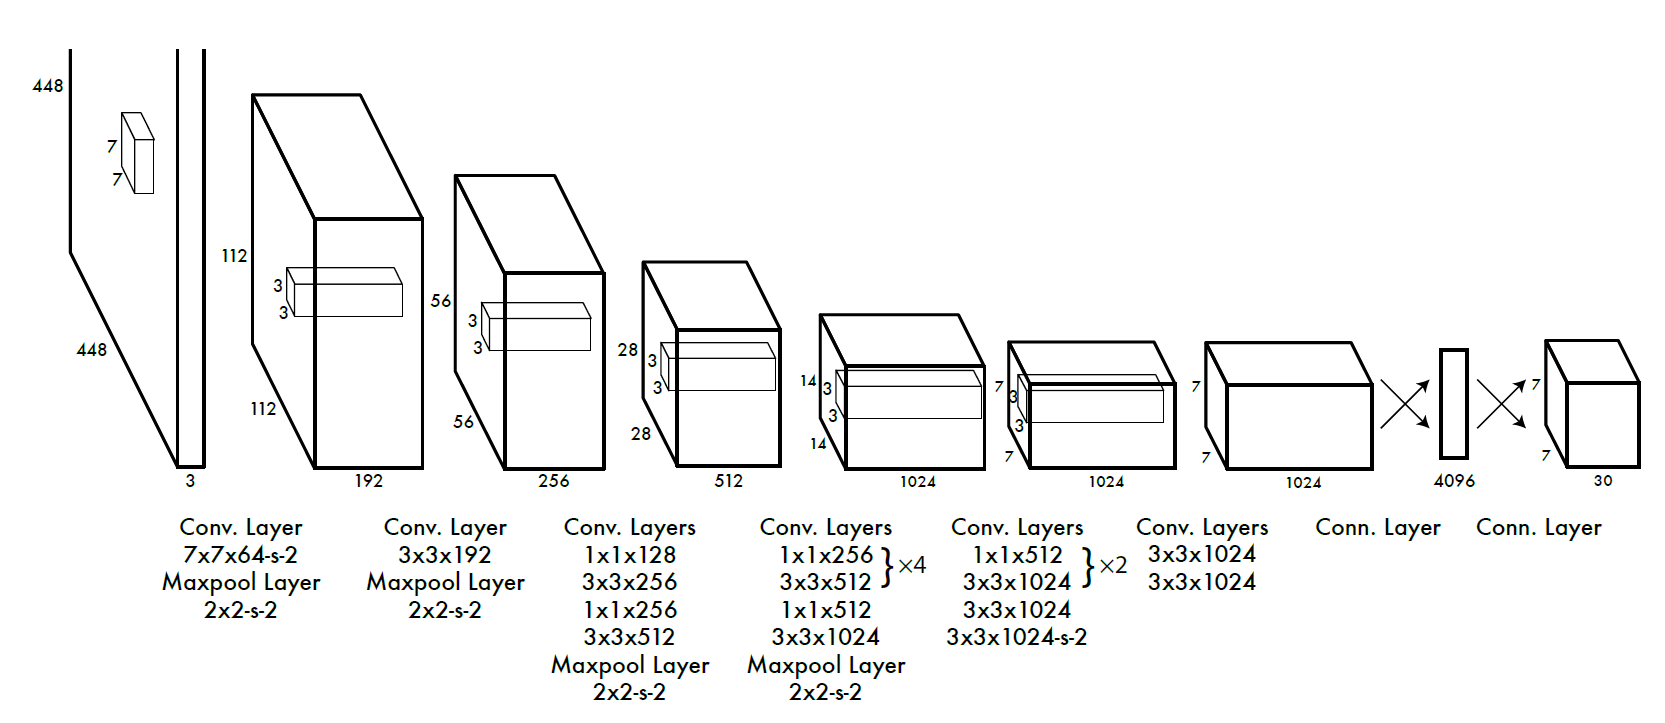 448
7
7
448
3
112
3
3
112
192
56
3
3
56
256
28
3
3
28
512
14
3
3
14
1024
7
3
3
7
1024
7
7
1024
4096
7
7
30
Conv. Layer
7x7x64-s-2
Maxpool Layer
2x2-s-2
Conv. Layer
3x3x192
Maxpool Layer
2x2-s-2
Conv. Layers
1x1x128
3x3x256
1x1x256
3x3x512
Maxpool Layer
2x2-s-2
Conv. Layers
1x1x256
3x3x512
} ×4
1x1x512
3x3x1024
Maxpool Layer
2x2-s-2
Conv. Layers
1x1x512
3x3x1024
} ×2
3x3x1024
3x3x1024-s-2
Conv. Layers
3x3x1024
3x3x1024
Conn. Layer
Conn. Layer